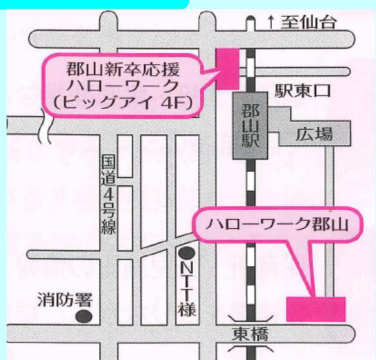 ↑至仙台
郡山新卒応援
ハローワーク
(ビッグアイ 4F)
駅東口
郡山駅
広場
国道4号線
ハローワーク郡山
NTT様
消防署
東橋